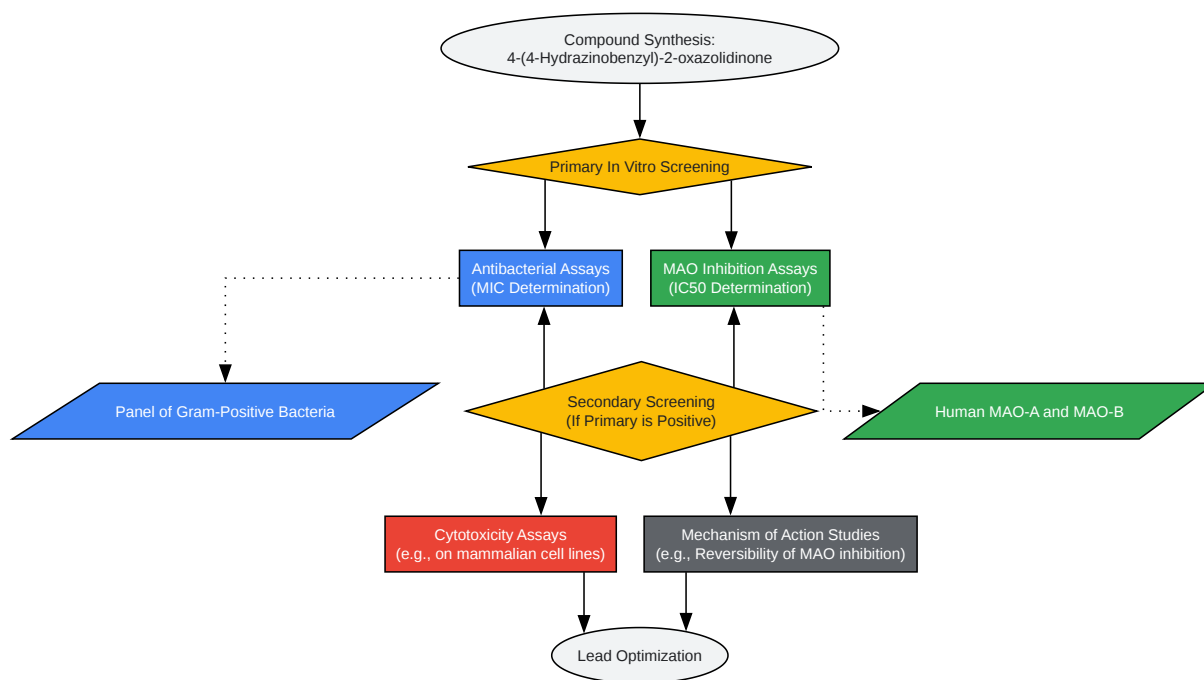 Compound Synthesis:
4-(4-Hydrazinobenzyl)-2-oxazolidinone
Primary In Vitro Screening
Antibacterial Assays
(MIC Determination)
MAO Inhibition Assays
(IC50 Determination)
Panel of Gram-Positive Bacteria
Secondary Screening
(If Primary is Positive)
Human MAO-A and MAO-B
Cytotoxicity Assays
(e.g., on mammalian cell lines)
Mechanism of Action Studies
(e.g., Reversibility of MAO inhibition)
Lead Optimization